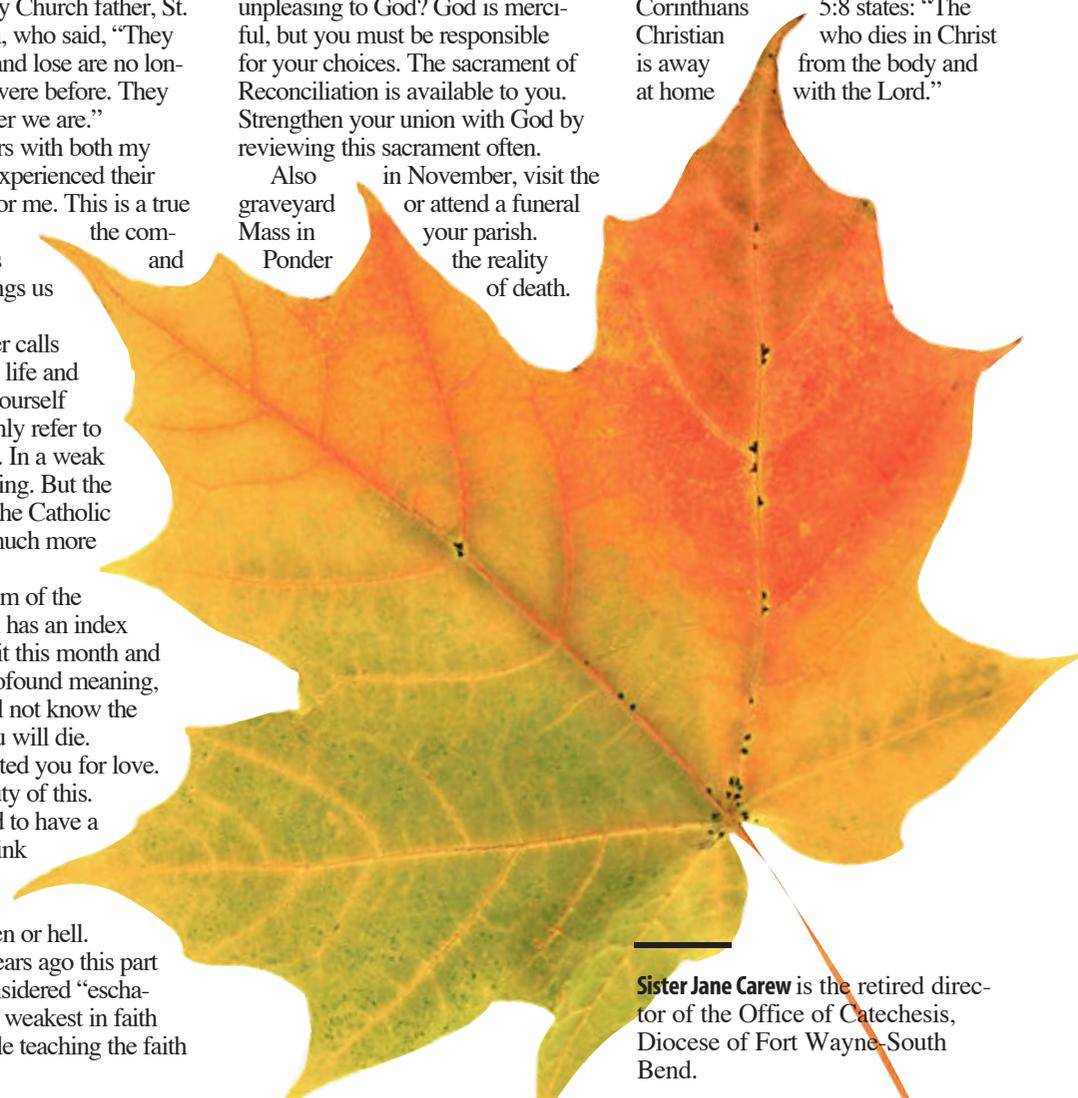 y Church father, St.
, who said, “They
and lose are no lon-
were before. They
er we are.”
rs with both my
xperienced their
or me. This is a true
the com-
s and
ngs us
er calls
life and
ourself
nly refer to
. In a weak
ing. But the
he Catholic
much more
m of the
has an index
it this month and
ofound meaning,
l not know the
u will die.
ted you for love.
uty of this.
d to have a
ink
en or hell.
ears ago this part
nsidered “escha-
weakest in faith
le teaching the faith
unpleasing to God? God is merci-
ful, but you must be responsible
for your choices. The sacrament of
Reconciliation is available to you.
Strengthen your union with God by
reviewing this sacrament often.
Also in November, visit the
graveyard or attend a funeral
Mass in your parish.
Ponder the reality
of death.
Corinthians 5:8 states: “The
Christian who dies in Christ
is away from the body and
at home with the Lord.”
Sister Jane Carew is the retired direc-
tor of the Office of Catechesis,
Diocese of Fort Wayne-South
Bend.